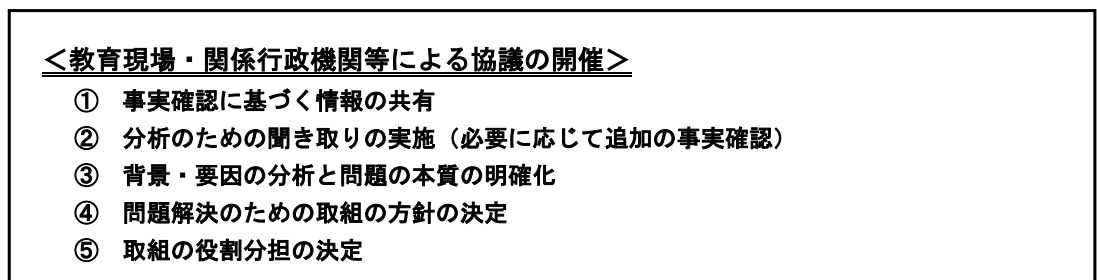 ＜教育現場・関係行政機関等による協議の開催＞
①　事実確認に基づく情報の共有
②　分析のための聞き取りの実施（必要に応じて追加の事実確認）
③　背景・要因の分析と問題の本質の明確化
④　問題解決のための取組の方針の決定
⑤　取組の役割分担の決定